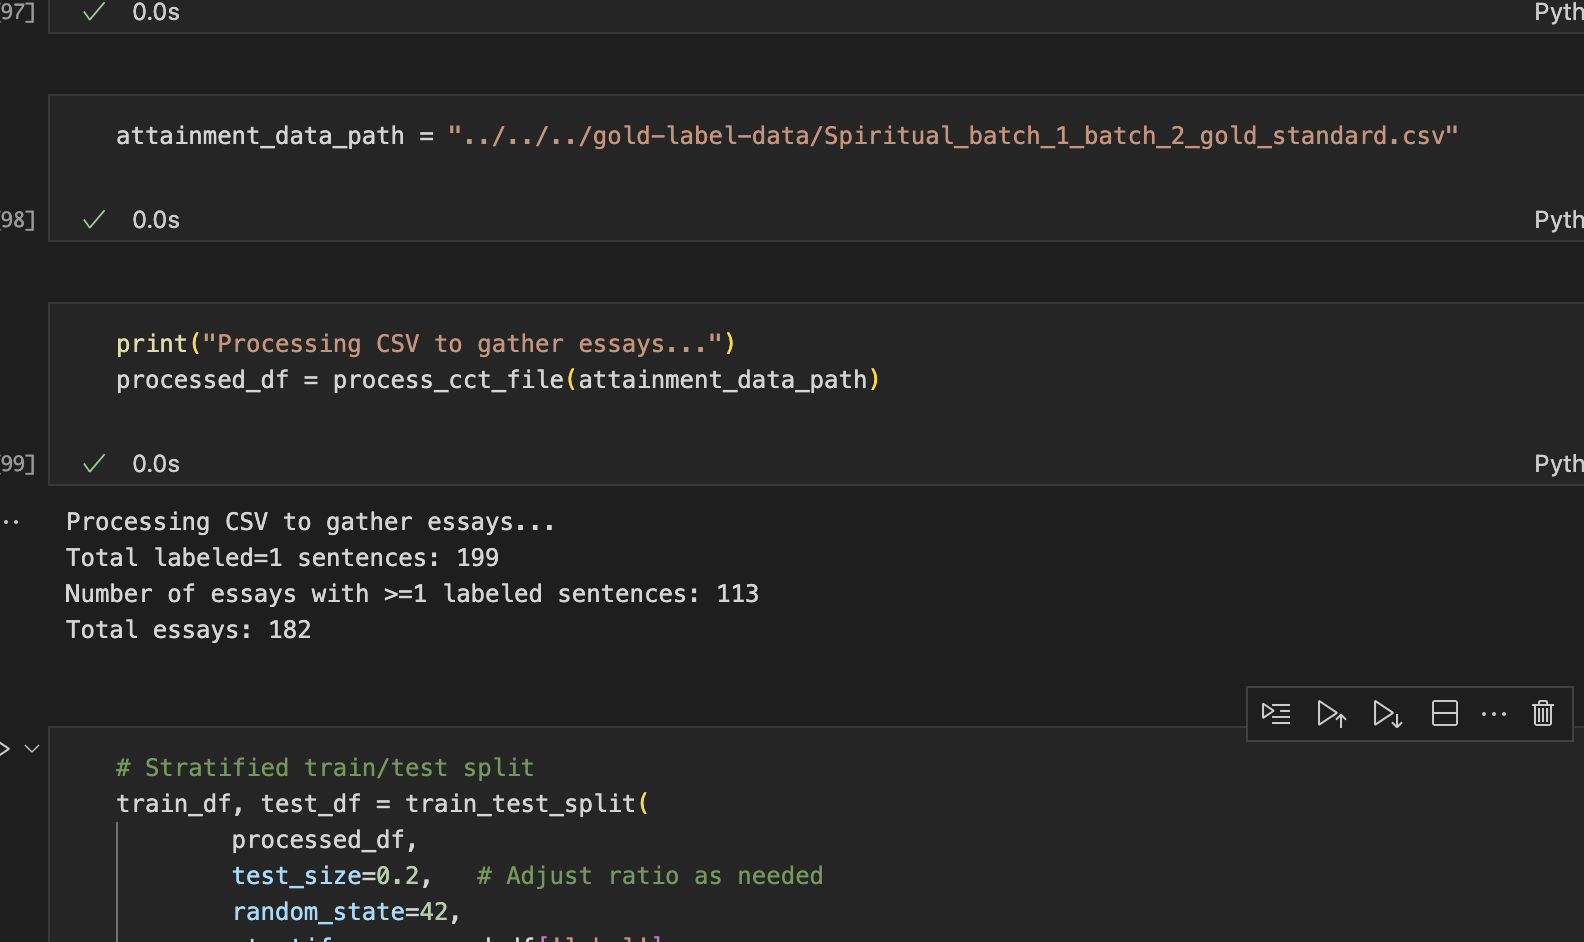 97]
0.0s
Pyth
attainment_data_path = "../../../gold-label-data/Spiritual_batch_1_batch_2_gold_standard.csv"
98]
0.0s
Pyth
print("Processing CSV to gather essays...")
processed_df = process_cct_file(attainment_data_path)
99]
0.0s
Pyth
Processing CSV to gather essays...
Total labeled=1 sentences: 199
Number of essays with >=1 labeled sentences: 113
Total essays: 182
# Stratified train/test split
train_df, test_df = train_test_split(
processed_df,
test_size=0.2,   # Adjust ratio as needed
random_state=42,